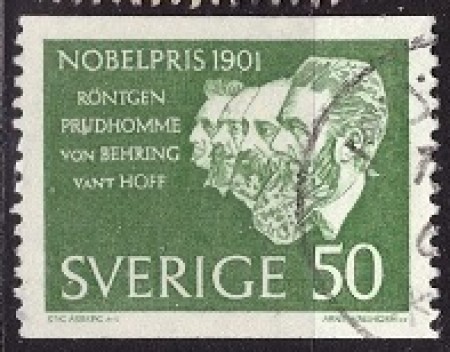 NOBELPRIS 1901
RÖNTGEN
PRUDHOMME
VON BEHRING
VANT HOFF
SVERIGE 50